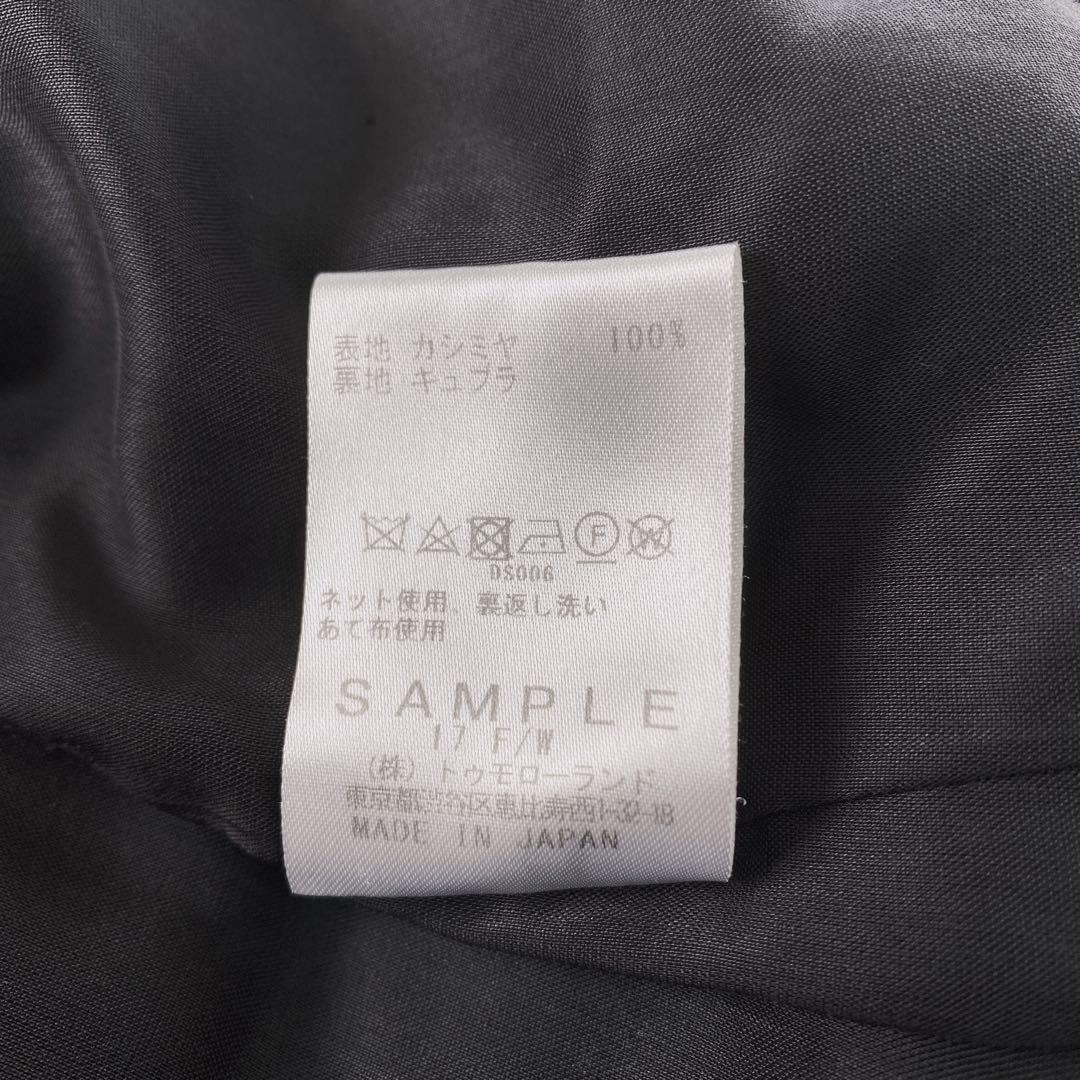 表地 カシミヤ 100%
裏地 キュプラ
F W
DS006
ネット使用、裏返し洗い
あて布使用
SAMPLE
17 F/W
(株) トゥモローランド
東京都渋谷区恵比寿西1-32-18
MADE IN JAPAN